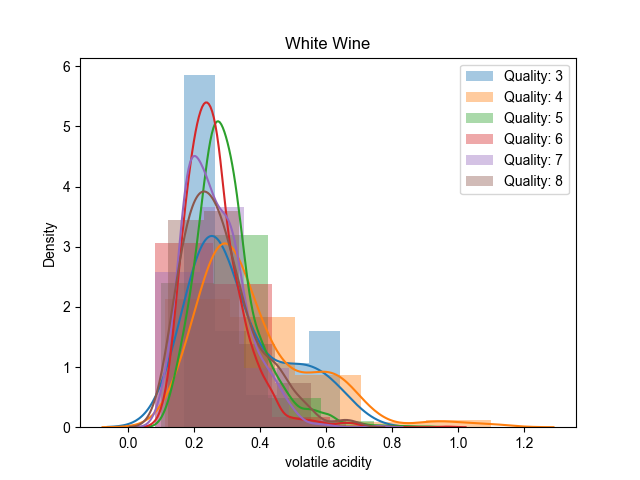 White Wine
Quality: 3
Quality: 4
Quality: 5
Quality: 6
Quality: 7
Quality: 8
Density
6
5
4
3
2
1
0
0.0 0.2 0.4 0.6 0.8 1.0 1.2
volatile acidity